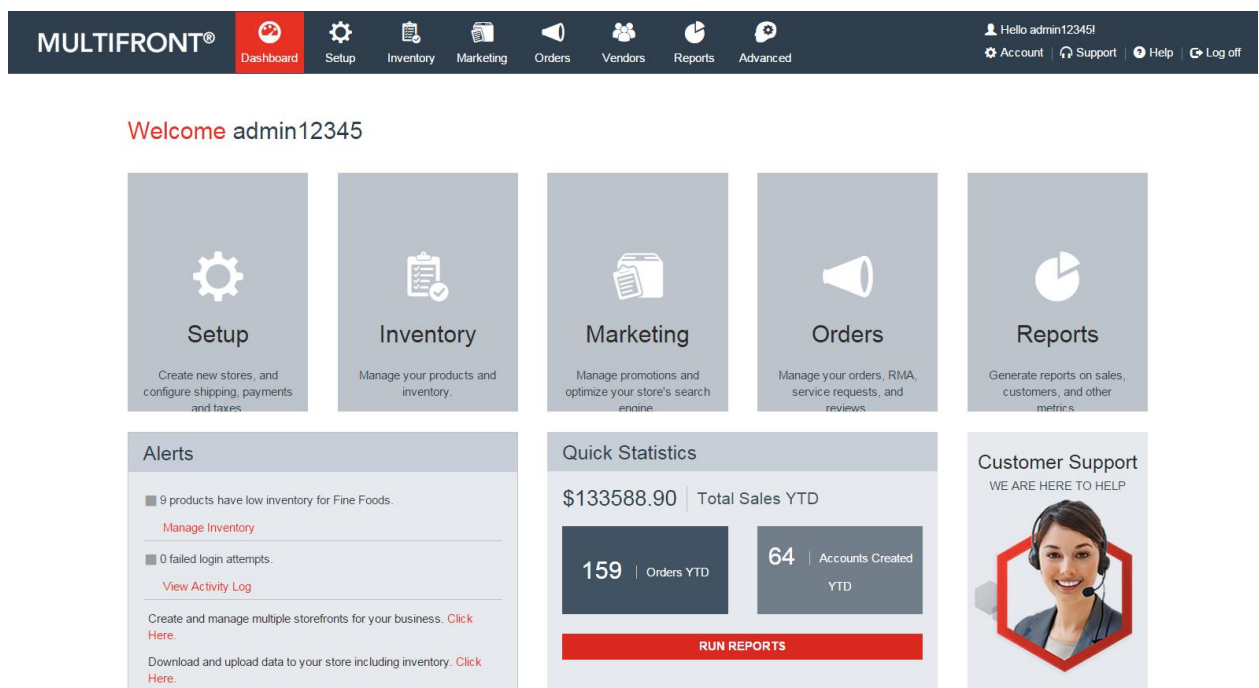 MULTIFRONT®
Dashboard
Setup
Inventory
Marketing
Orders
Vendors
Reports
Advanced
Hello admin12345!
Account | Support | Help | Log off
Welcome admin12345
Setup
Create new stores, and
configure shipping, payments
and taxes
Inventory
Manage your products and
inventory.
Marketing
Manage promotions and
optimize your store's search
engine
Orders
Manage your orders, RMA,
service requests, and
reviews
Reports
Generate reports on sales,
customers, and other
metrics
Alerts
9 products have low inventory for Fine Foods.
Manage Inventory
0 failed login attempts.
View Activity Log
Create and manage multiple storefronts for your business. Click
Here.
Download and upload data to your store including inventory. Click
Here.
Quick Statistics
$133588.90 | Total Sales YTD
159 | Orders YTD
64 | Accounts Created
YTD
RUN REPORTS
Customer Support
WE ARE HERE TO HELP